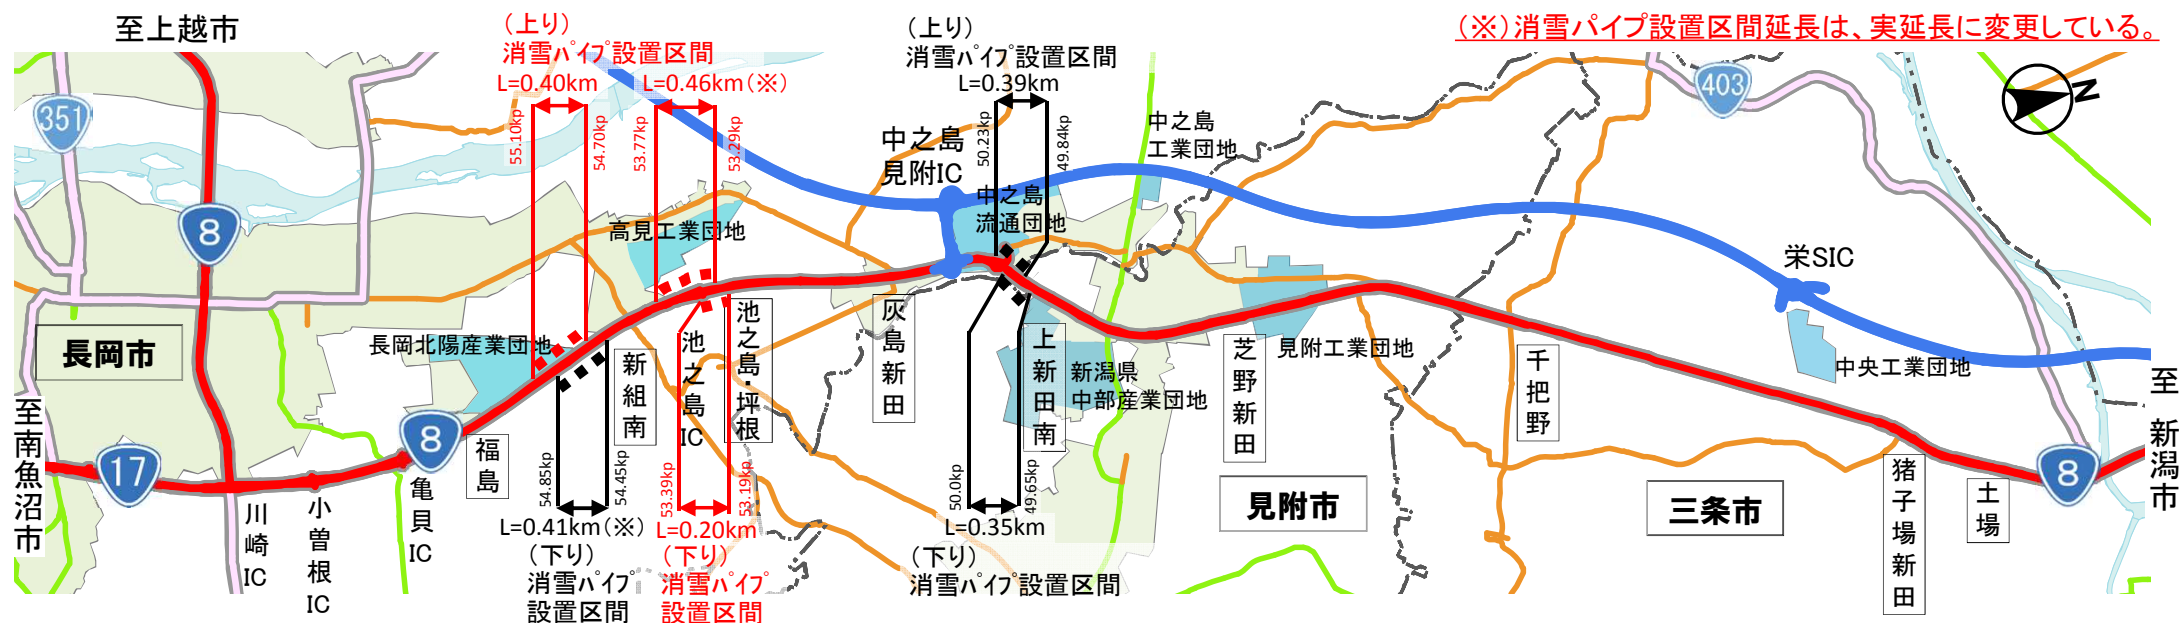 至上越市
(上り)
消雪パイプ設置区間
L=0.40km
L=0.46km(※)
(上り)
消雪パイプ設置区間
L=0.39km
(※)消雪パイプ設置区間延長は、実延長に変更している。
351
403
N
55.10kp
54.70kp
53.77kp
53.29kp
50.23kp
49.84kp
中之島
見附IC
中之島
工業団地
中之島
流通団地
8
高見工業団地
栄SIC
長岡市
長岡北陽産業団地
新組南
池之島IC
池之島・坪根
灰島新田
上新田南
新潟県
中部産業団地
芝野新田
見附工業団地
千把野
中央工業団地
至新潟市
至南魚沼市
17
8
福島
川崎IC
小曽根IC
亀貝IC
54.85kp
54.45kp
53.39kp
53.19kp
50.0kp
49.65kp
見附市
三条市
猪子場新田
土場
8
L=0.41km(※)
(下り)
消雪パイプ
設置区間
L=0.20km
(下り)
消雪パイプ
設置区間
L=0.35km
(下り)
消雪パイプ設置区間